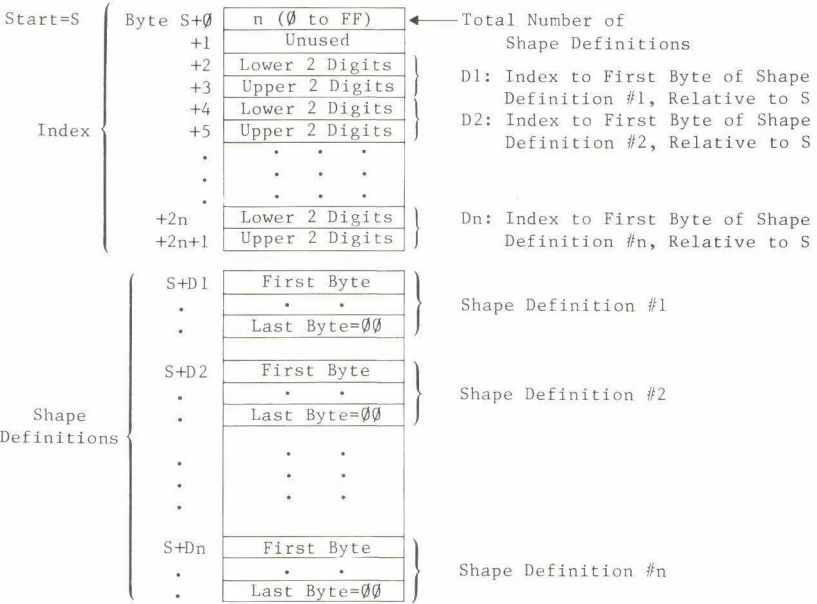 Start=S Byte S+Ø n (Ø to FF) Total Number of
+1 Unused Shape Definitions
+2 Lower 2 Digits D1: Index to First Byte of Shape
+3 Upper 2 Digits Definition #1, Relative to S
+4 Lower 2 Digits D2: Index to First Byte of Shape
Index +5 Upper 2 Digits Definition #2, Relative to S
. . . .
. . . .
. . . .
+2n Lower 2 Digits Dn: Index to First Byte of Shape
+2n+1 Upper 2 Digits Definition #n, Relative to S
S+D1 First Byte
. . . Shape Definition #1
. Last Byte=ØØ
S+D2 First Byte
. . . Shape Definition #2
Shape . Last Byte=ØØ
Definitions
. . .
. . .
. . .
S+Dn First Byte
. . . Shape Definition #n
. Last Byte=ØØ